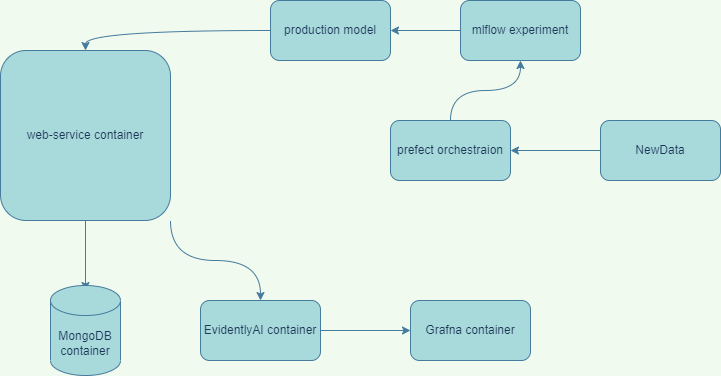 production model
mlflow experiment
web-service container
prefect orchestraion
NewData
EvidentlyAI container
Grafna container
MongoDB
container